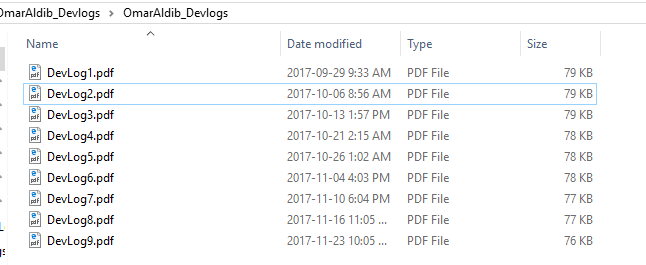 OmarAldib_Devlogs > OmarAldib_Devlogs
Name Date modified Type Size
DevLog1.pdf 2017-09-29 9:33 AM PDF File 79 KB
DevLog2.pdf 2017-10-06 8:56 AM PDF File 79 KB
DevLog3.pdf 2017-10-13 1:57 PM PDF File 79 KB
DevLog4.pdf 2017-10-21 2:15 AM PDF File 78 KB
DevLog5.pdf 2017-10-26 1:02 AM PDF File 78 KB
DevLog6.pdf 2017-11-04 4:03 PM PDF File 78 KB
DevLog7.pdf 2017-11-10 6:04 PM PDF File 77 KB
DevLog8.pdf 2017-11-16 11:05 ... PDF File 77 KB
DevLog9.pdf 2017-11-23 10:05 ... PDF File 76 KB